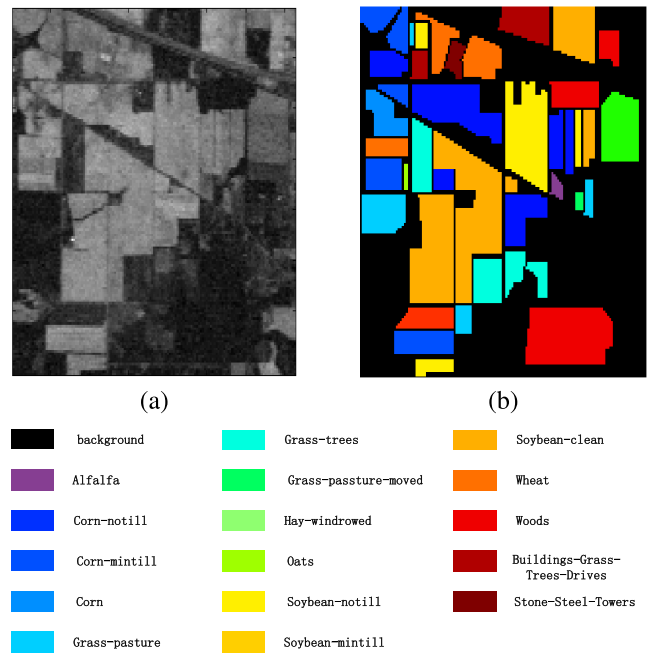 (a)
(b)
background
Grass-trees
Soybean-clean
Alfalfa
Grass-passture-moved
Wheat
Corn-notill
Hay-windrowed
Woods
Corn-mintill
Oats
Buildings-Grass-
Trees-Drives
Corn
Soybean-notill
Stone-Steel-Towers
Grass-pasture
Soybean-mintill